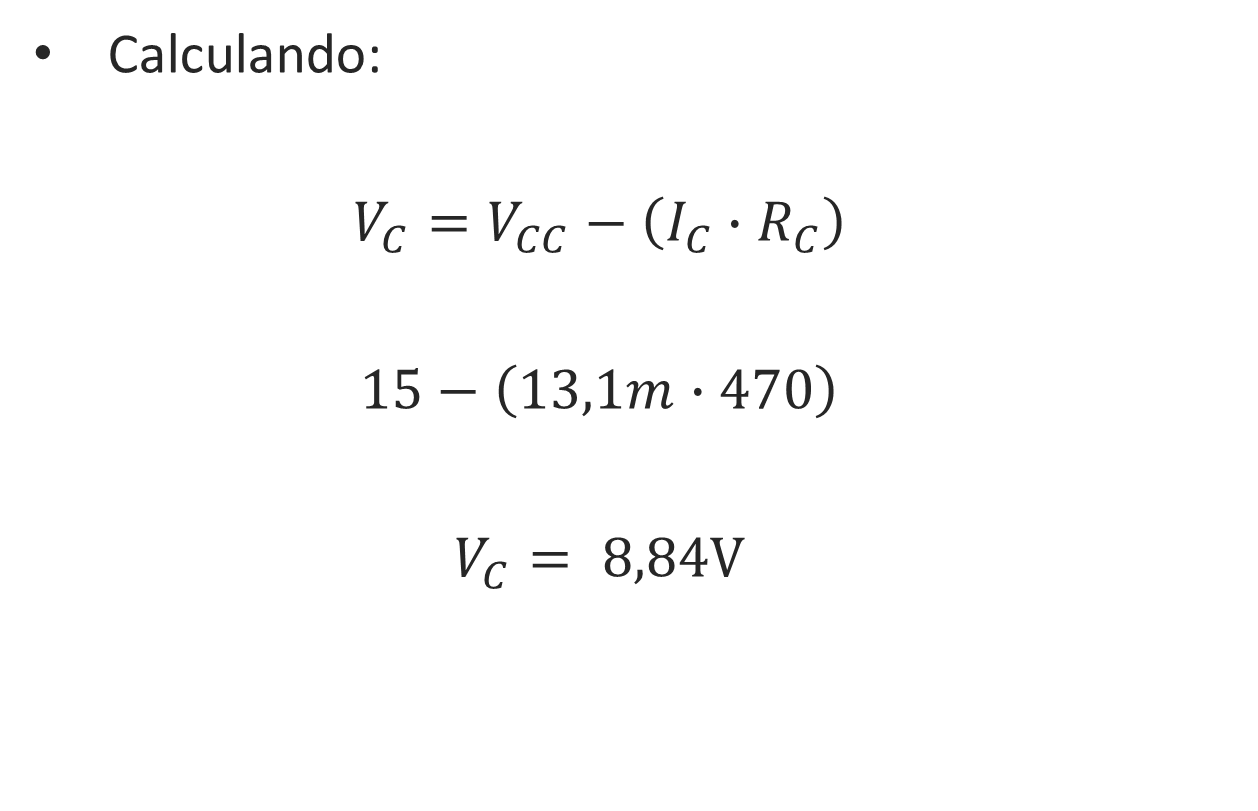 • Calculando:
V_C = V_CC − (I_C · R_C)
15 − (13,1m · 470)
V_C = 8,84V